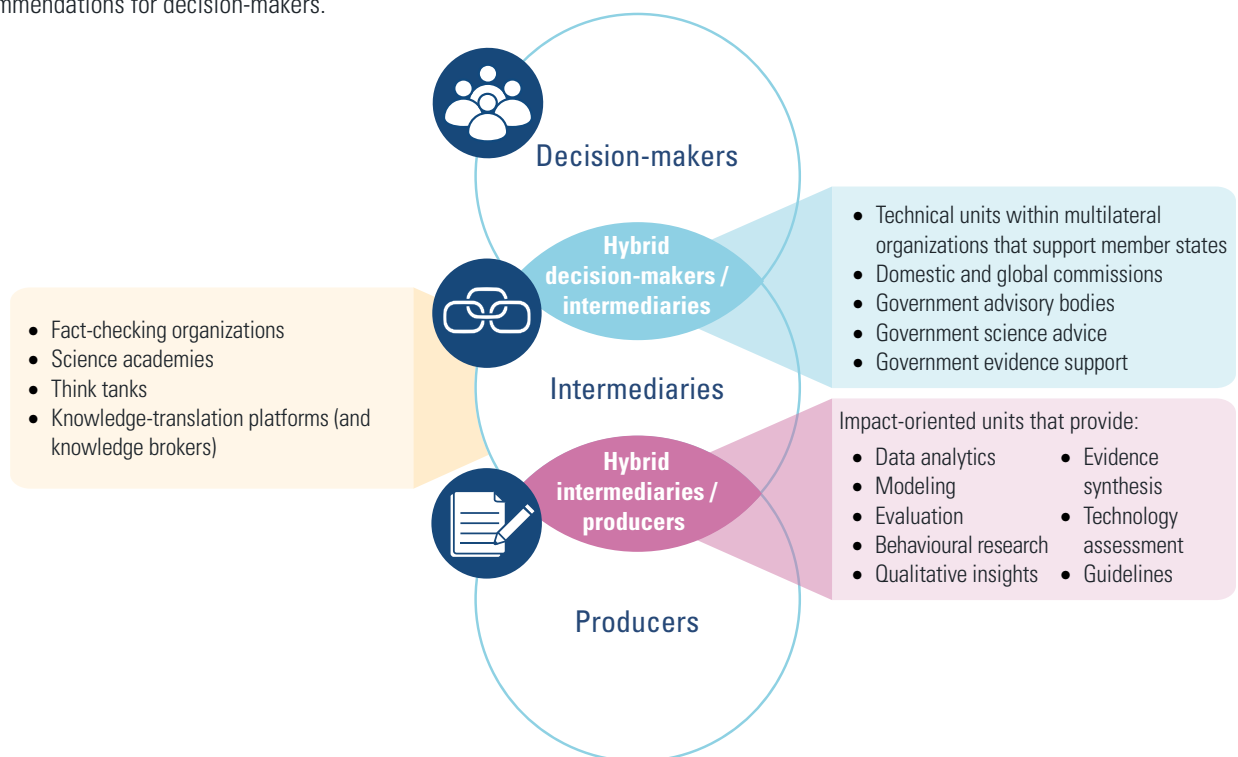 mmendations for decision-makers.
Decision-makers
Hybrid
decision-makers /
intermediaries
• Technical units within multilateral
organizations that support member states
• Domestic and global commissions
• Government advisory bodies
• Government science advice
• Government evidence support
• Fact-checking organizations
• Science academies
• Think tanks
• Knowledge-translation platforms (and
knowledge brokers)
Intermediaries
Hybrid
intermediaries /
producers
Impact-oriented units that provide:
• Data analytics
• Modeling
• Evaluation
• Behavioural research
• Qualitative insights
• Evidence
synthesis
• Technology
assessment
• Guidelines
Producers